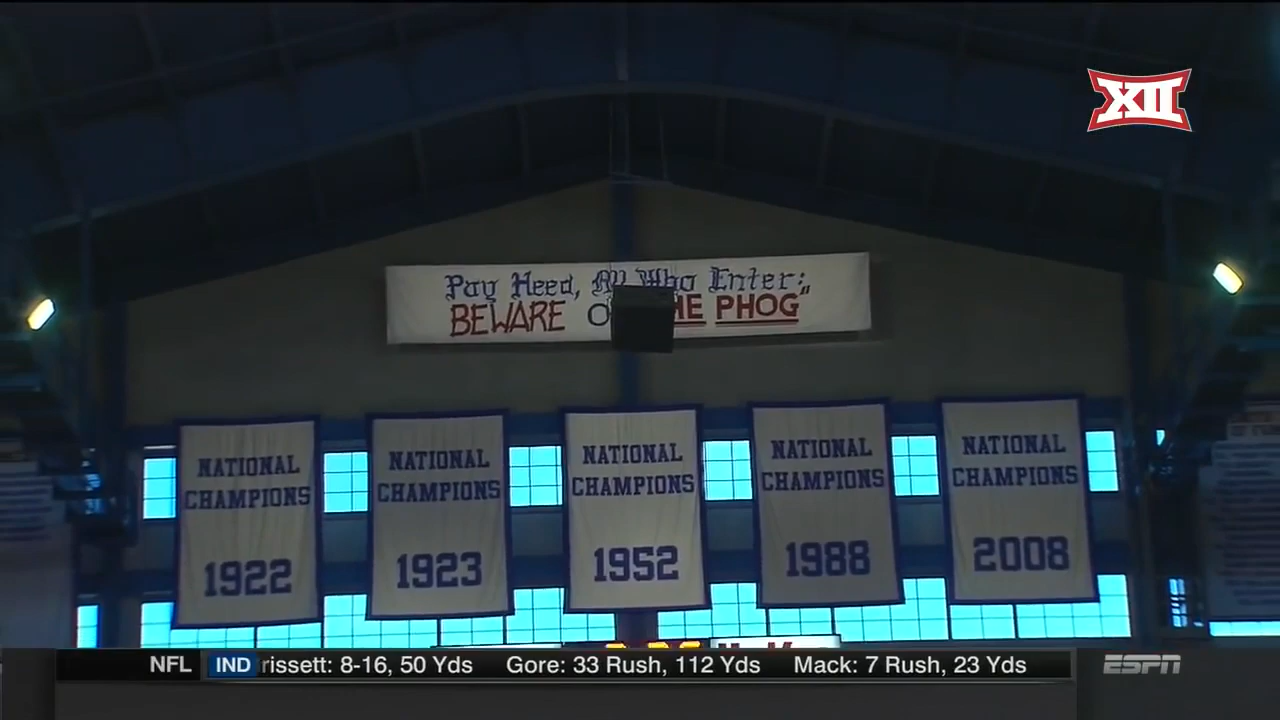 XII
Pay Heed, All Who Enter:
BEWARE O HE PHOG"
NATIONAL
CHAMPIONS
1922
NATIONAL
CHAMPIONS
1923
NATIONAL
CHAMPIONS
1952
NATIONAL
CHAMPIONS
1988
NATIONAL
CHAMPIONS
2008
NFL IND rissett: 8-16, 50 Yds Gore: 33 Rush, 112 Yds Mack: 7 Rush, 23 Yds
ESPN